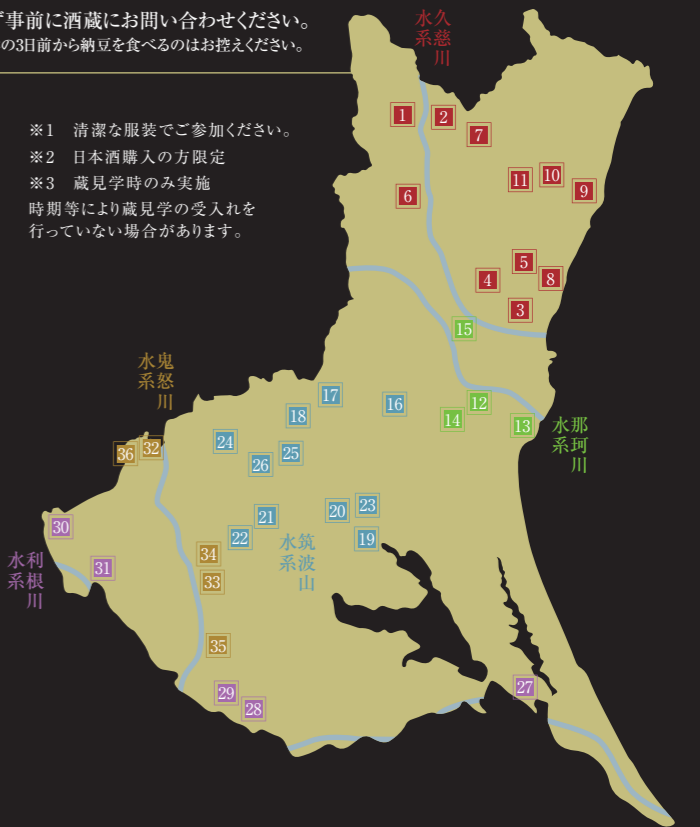 ず事前に酒蔵にお問い合わせください。
の3日前から納豆を食べるのはお控えください。
※1 清潔な服装でご参加ください。
※2 日本酒購入の方限定
※3 蔵見学時のみ実施
時期等により蔵見学の受入れを
行っていない場合があります。
久慈川
水系
1
2
7
11
10
9
6
5
4
8
3
15
鬼怒川
水系
17
16
12
18
14
13
那珂川
水系
24
36
32
25
26
30
21
20
23
22
19
筑波山
水系
利根川
水系
31
34
33
35
29
28
27